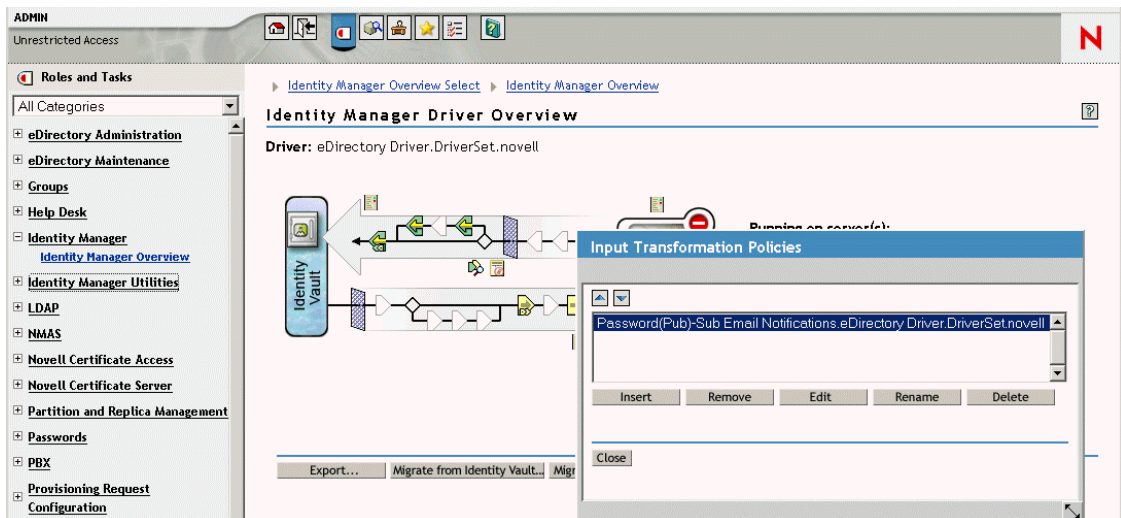 ADMIN
Unrestricted Access
N
Roles and Tasks
All Categories
eDirectory Administration
eDirectory Maintenance
Groups
Help Desk
Identity Manager
Identity Manager Overview
Identity Manager Utilities
LDAP
NMAS
Novell Certificate Access
Novell Certificate Server
Partition and Replica Management
Passwords
PBX
Provisioning Request
Configuration
Identity Manager Overview Select Identity Manager Overview
Identity Manager Driver Overview
Driver: eDirectory Driver.DriverSet.novell
Identity
Vault
Running on server(s):
Input Transformation Policies
Password(Pub)-Sub Email Notifications.eDirectory Driver.DriverSet.novell
Insert Remove Edit Rename Delete
Close
Export... Migrate from Identity Vault... Migr